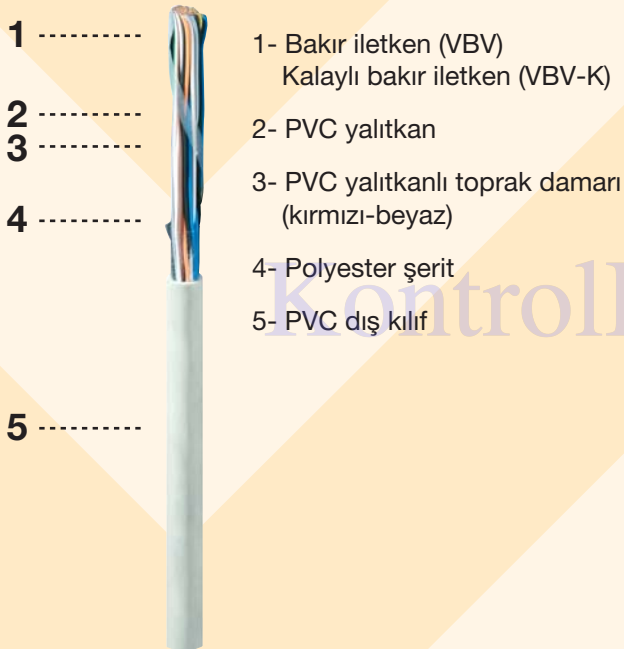 1 ----------
1- Bakır iletken (VBV)
Kalaylı bakır iletken (VBV-K)
2 ----------
2- PVC yalıtkan
3 ----------
3- PVC yalıtkanlı toprak damarı
(kırmızı-beyaz)
4 ----------
4- Polyester şerit
5- PVC dış kılıf
5 ----------